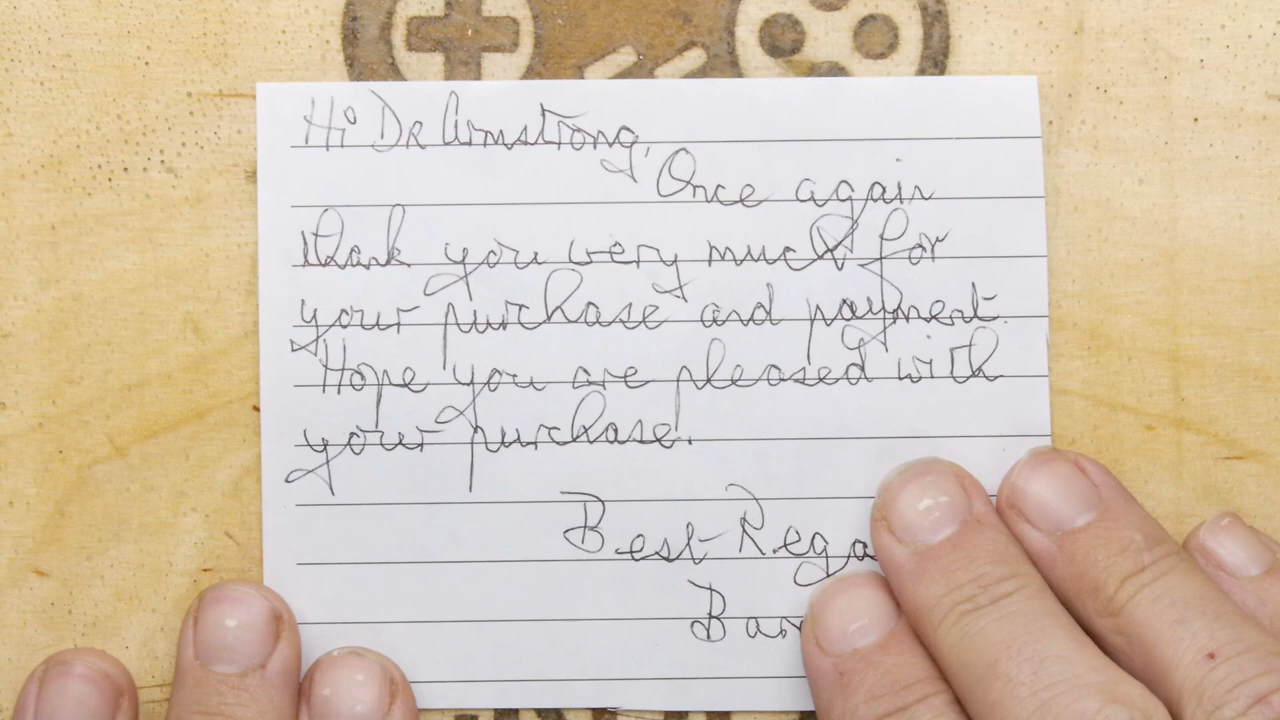 Hi Dr Armstrong,
Once again
thank you very much for
your purchase and payment.
Hope you are pleased with
your purchase.
Best Rega
Bar